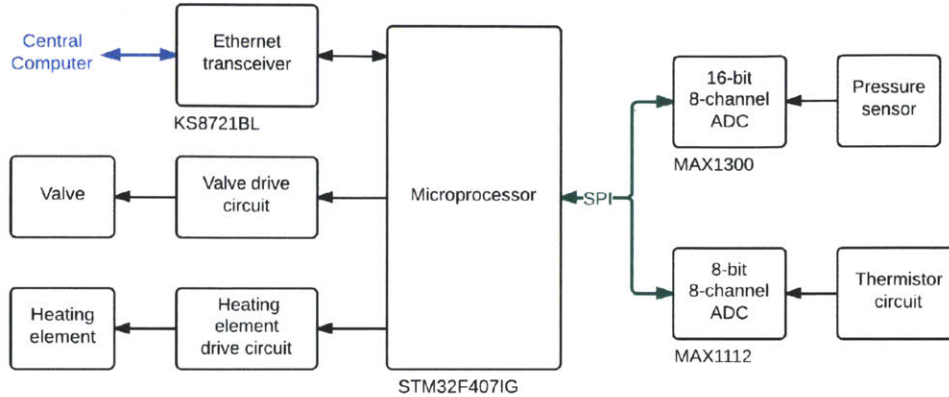 Central
Computer
Ethernet
transceiver
KS8721BL
Valve
Valve drive
circuit
Heating
element
Heating
element
drive circuit
Microprocessor
STM32F407IG
SPI
16-bit
8-channel
ADC
MAX1300
Pressure
sensor
8-bit
8-channel
ADC
MAX1112
Thermistor
circuit